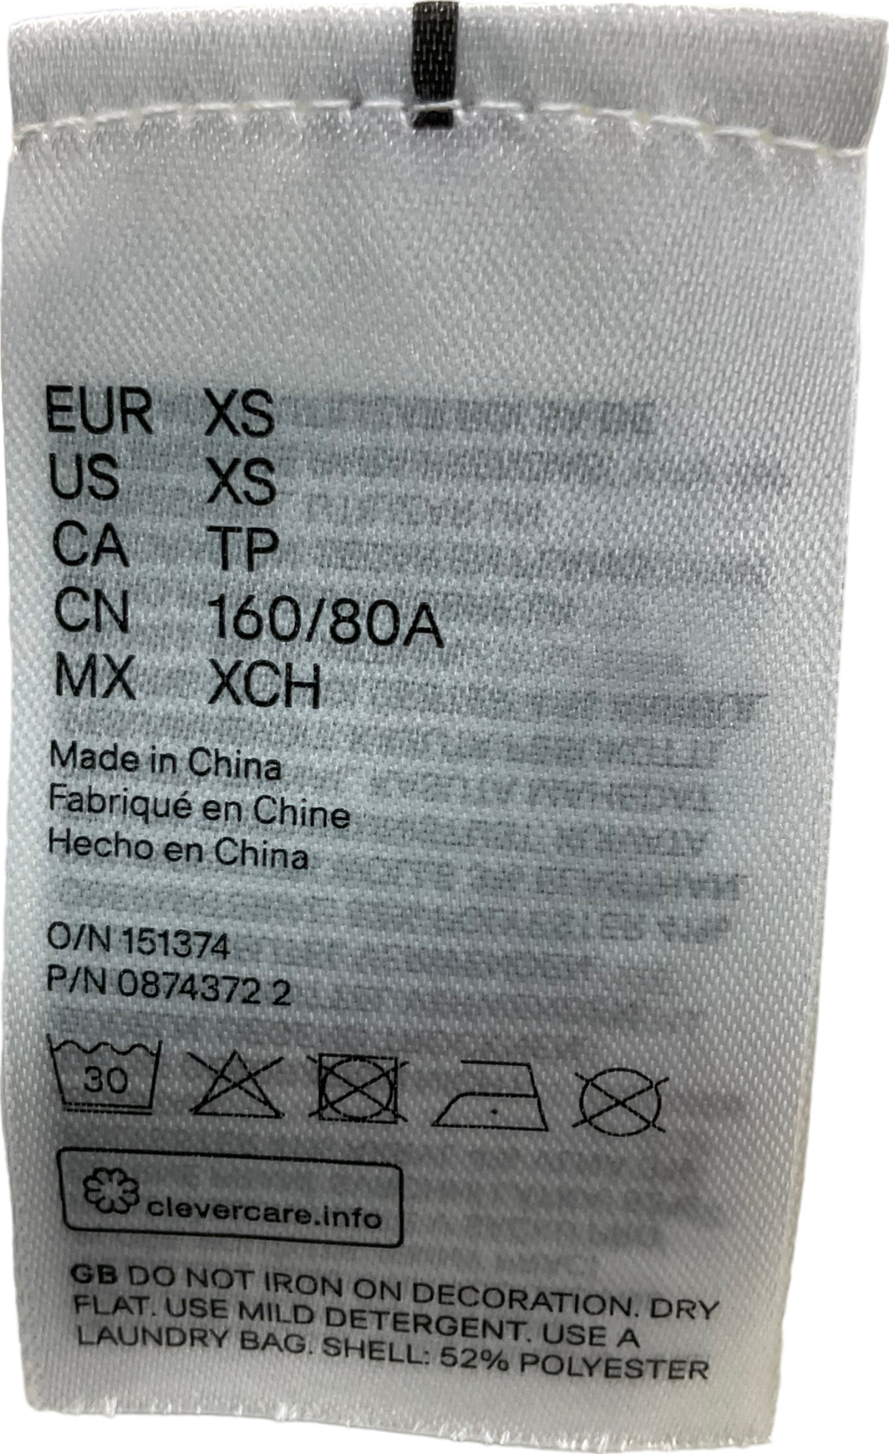 EUR XS
US XS
CA TP
CN 160/80A
MX XCH
Made in China
Fabriqué en Chine
Hecho en China
O/N 151374
P/N 0874372 2
30
clevercare.info
GB DO NOT IRON ON DECORATION. DRY
FLAT. USE MILD DETERGENT. USE A
LAUNDRY BAG. SHELL: 52% POLYESTER